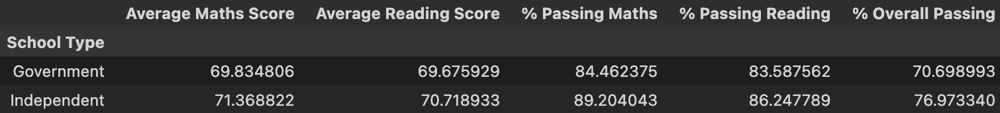 Average Maths Score Average Reading Score % Passing Maths % Passing Reading % Overall Passing
School Type
Government 69.834806 69.675929 84.462375 83.587562 70.698993
Independent 71.368822 70.718933 89.204043 86.247789 76.973340